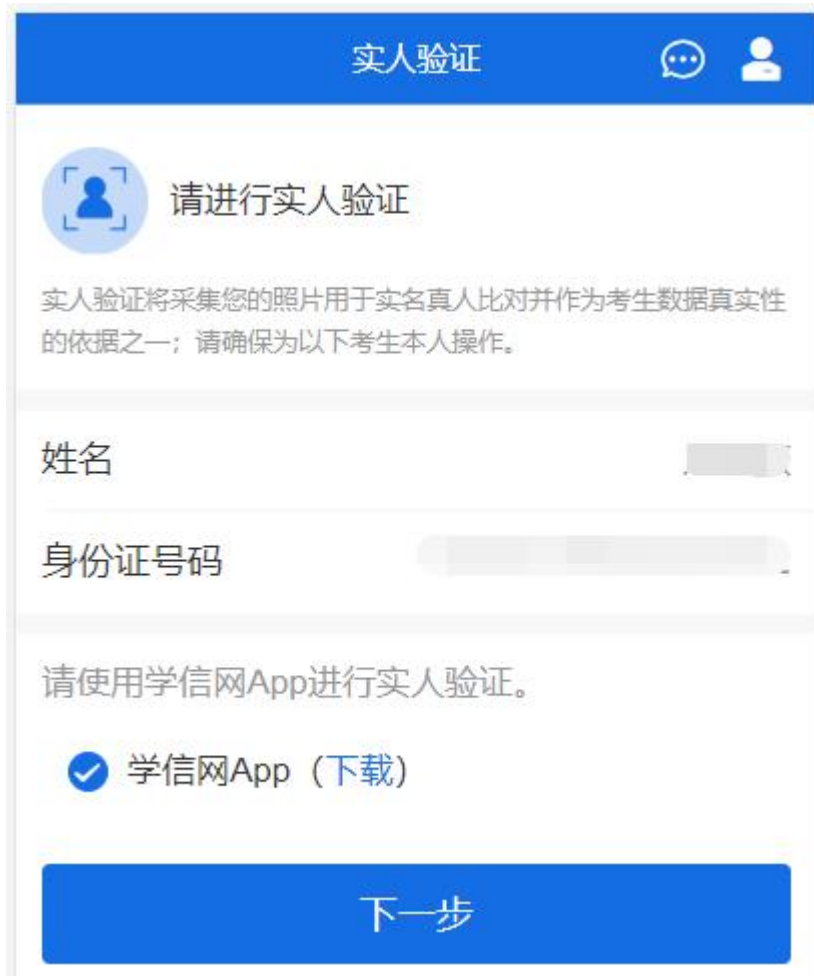 实人验证
请进行实人验证
实人验证将采集您的照片用于实名真人比对并作为考生数据真实性
的依据之一；请确保为以下考生本人操作。
姓名
身份证号码
请使用学信网App进行实人验证。
学信网App（下载）
下一步